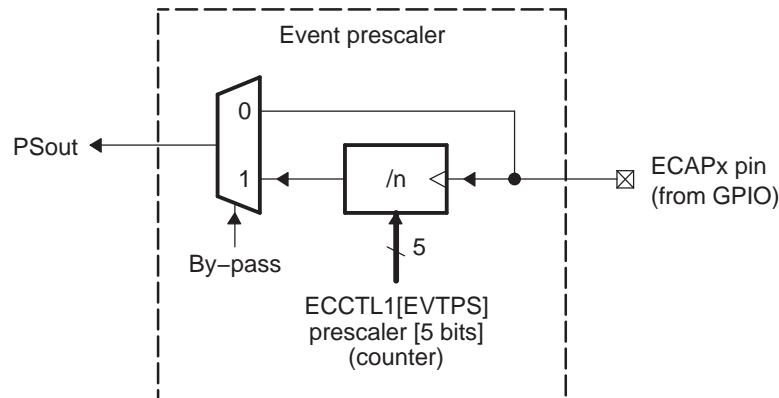 Event prescaler
0
PSout
1
/n
ECAPx pin
(from GPIO)
By−pass
5
ECCTL1[EVTPS]
prescaler [5 bits]
(counter)